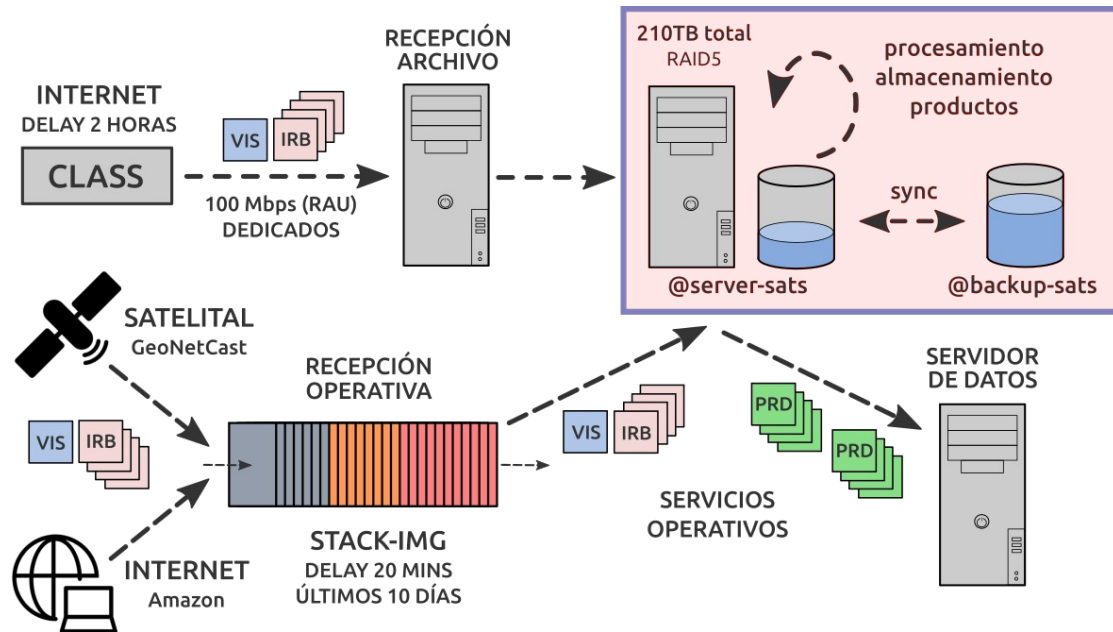 INTERNET
DELAY 2 HORAS
CLASS
VIS
IRB
100 Mbps (RAU)
DEDICADOS
RECEPCIÓN
ARCHIVO
210TB total
RAID5
procesamiento
almacenamiento
productos
sync
@server-sats
@backup-sats
SATELITAL
GeoNetCast
VIS
IRB
INTERNET
Amazon
RECEPCIÓN
OPERATIVA
STACK-IMG
DELAY 20 MINS
ÚLTIMOS 10 DÍAS
VIS
IRB
SERVICIOS
OPERATIVOS
PRD
PRD
SERVIDOR
DE DATOS